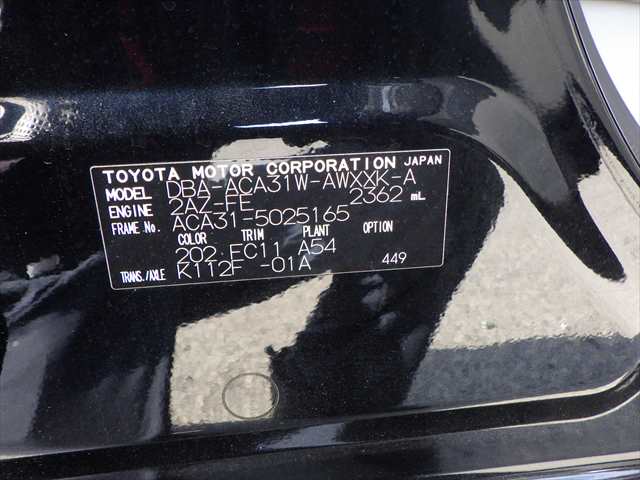 TOYOTA MOTOR CORPORATION JAPAN
MODEL DBA-ACA31W-AWXXK-A
ENGINE 2AZ-FE 2362 mL
FRAME No. ACA31-5025165
COLOR TRIM PLANT OPTION
202 FC11 A54
TRANS./AXLE K112F -01A 449